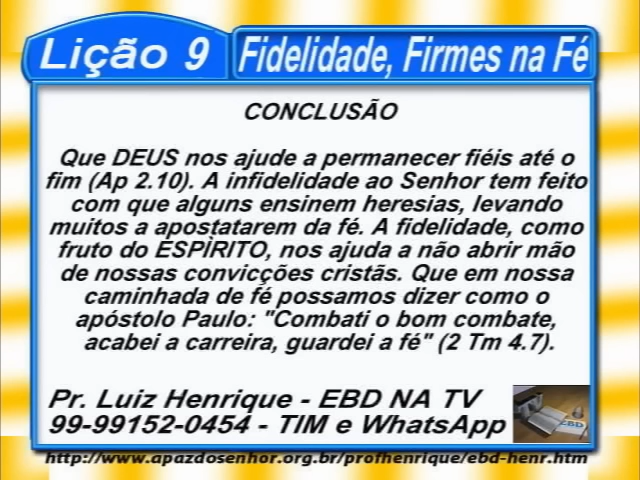 Lição 9
Fidelidade, Firmes na Fé
CONCLUSÃO
Que DEUS nos ajude a permanecer fiéis até o
fim (Ap 2.10). A infidelidade ao Senhor tem feito
com que alguns ensinem heresias, levando
muitos a apostatarem da fé. A fidelidade, como
fruto do ESPÍRITO, nos ajuda a não abrir mão
de nossas convicções cristãs. Que em nossa
caminhada de fé possamos dizer como o
apóstolo Paulo: "Combati o bom combate,
acabei a carreira, guardei a fé" (2 Tm 4.7).
Pr. Luiz Henrique - EBD NA TV
99-99152-0454 - TIM e WhatsApp
EBD
http://www.apazdosenhor.org.br/profhenrique/ebd-henr.htm